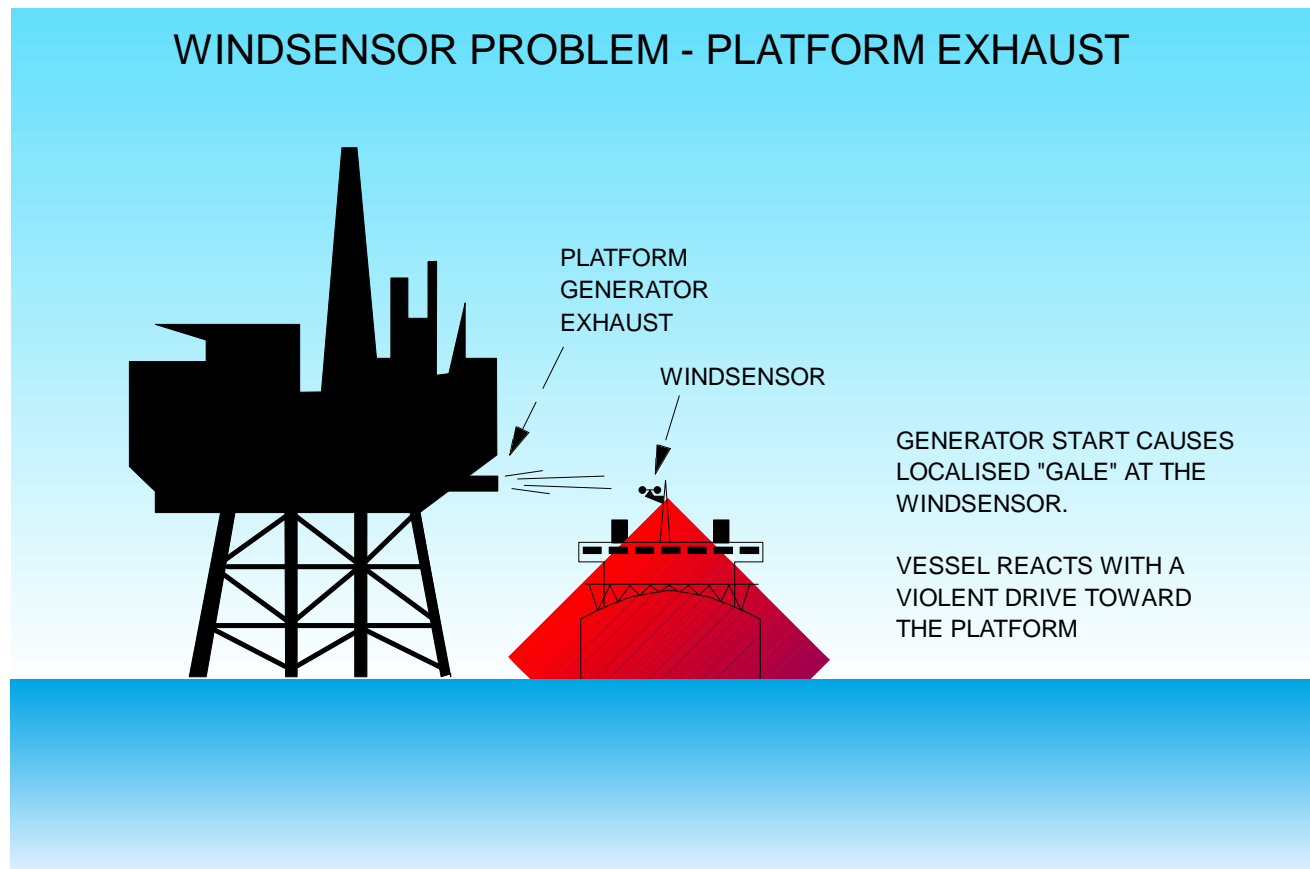 WINDSENSOR PROBLEM - PLATFORM EXHAUST
PLATFORM
GENERATOR
EXHAUST
WINDSENSOR
GENERATOR START CAUSES
LOCALISED "GALE" AT THE
WINDSENSOR.
VESSEL REACTS WITH A
VIOLENT DRIVE TOWARD
THE PLATFORM